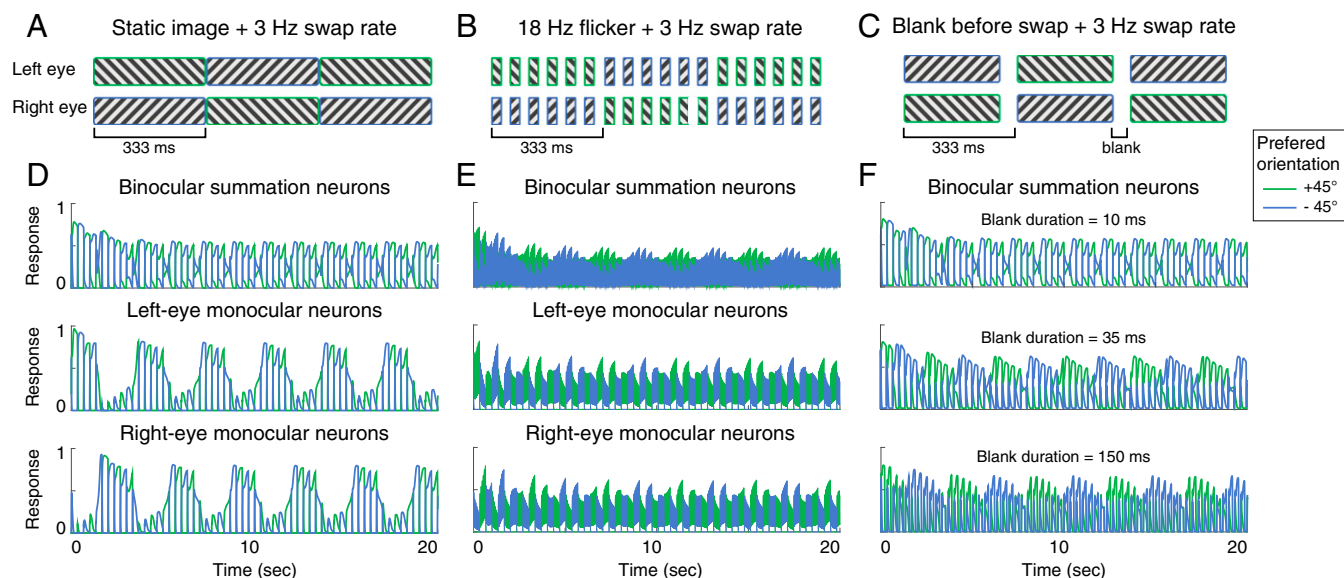 A Static image + 3 Hz swap rate
B 18 Hz flicker + 3 Hz swap rate
C Blank before swap + 3 Hz swap rate
Left eye
Right eye
333 ms
333 ms
333 ms
blank
Preferred
orientation
+45°
- 45°
D Binocular summation neurons
1
Response
0
Left-eye monocular neurons
1
Response
0
Right-eye monocular neurons
1
Response
0
0 10 20
Time (sec)
E Binocular summation neurons
Left-eye monocular neurons
Right-eye monocular neurons
0 10 20
Time (sec)
F Binocular summation neurons
Blank duration = 10 ms
Blank duration = 35 ms
Blank duration = 150 ms
0 10 20
Time (sec)